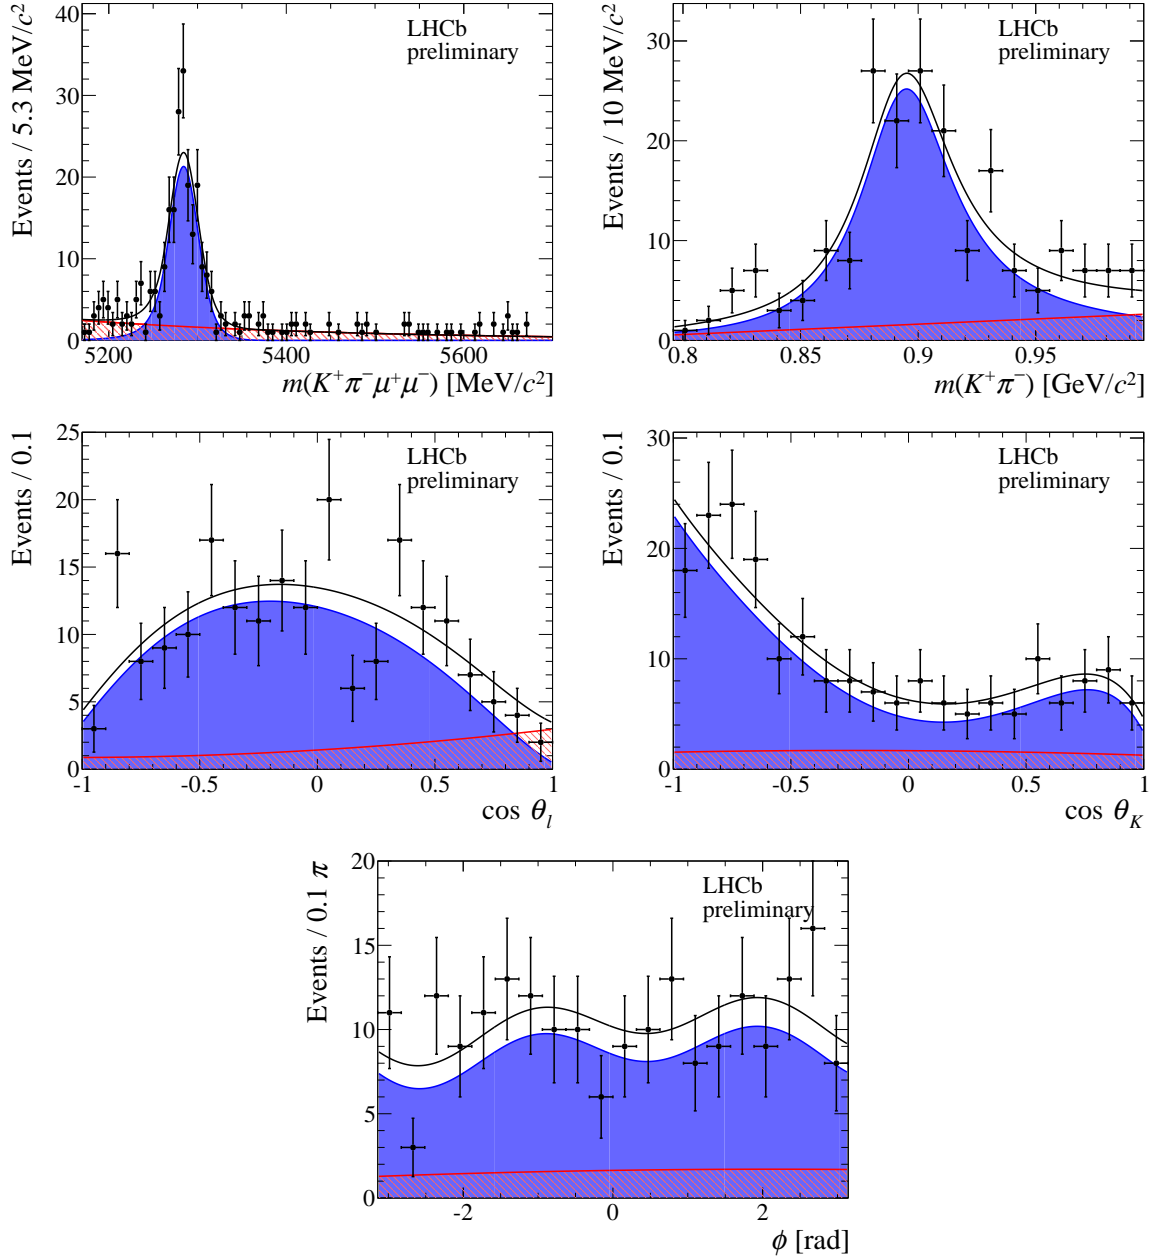 Events / 5.3 MeV/c²
40
30
20
10
0
LHCb
preliminary
5200 5400 5600
m(K⁺π⁻μ⁺μ⁻) [MeV/c²]
Events / 10 MeV/c²
30
20
10
0
LHCb
preliminary
0.8 0.85 0.9 0.95
m(K⁺π⁻) [GeV/c²]
Events / 0.1
25
20
15
10
5
0
LHCb
preliminary
-1 -0.5 0 0.5 1
cos θ_l
Events / 0.1
30
20
10
0
LHCb
preliminary
-1 -0.5 0 0.5 1
cos θ_K
Events / 0.1 π
20
15
10
5
0
LHCb
preliminary
-2 0 2
ϕ [rad]